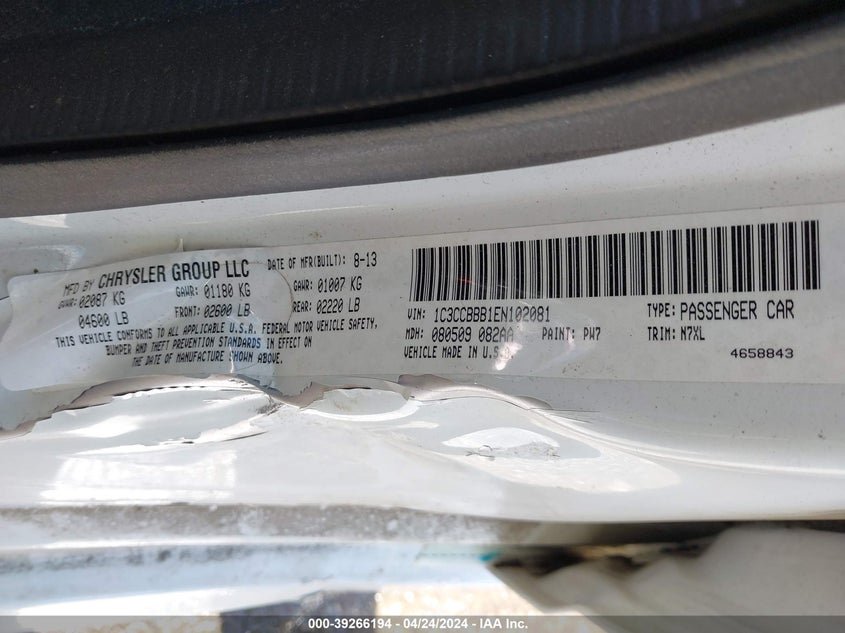 MFD BY CHRYSLER GROUP LLC
DATE OF MFR(BUILT): 8-13
GVWR: 02087 KG
GAWR: 01180 KG
GAWR: 01007 KG
04600 LB
FRONT: 02600 LB
REAR: 02220 LB
THIS VEHICLE CONFORMS TO ALL APPLICABLE U.S.A. FEDERAL MOTOR VEHICLE SAFETY,
BUMPER AND THEFT PREVENTION STANDARDS IN EFFECT ON
THE DATE OF MANUFACTURE SHOWN ABOVE.
VIN: 1C3CCBBB1EN102081
TYPE: PASSENGER CAR
MDH: 080509 082AA
PAINT: PW7
TRIM: N7XL
VEHICLE MADE IN U.S.
4658843
000-39266194 - 04/24/2024 - IAA Inc.